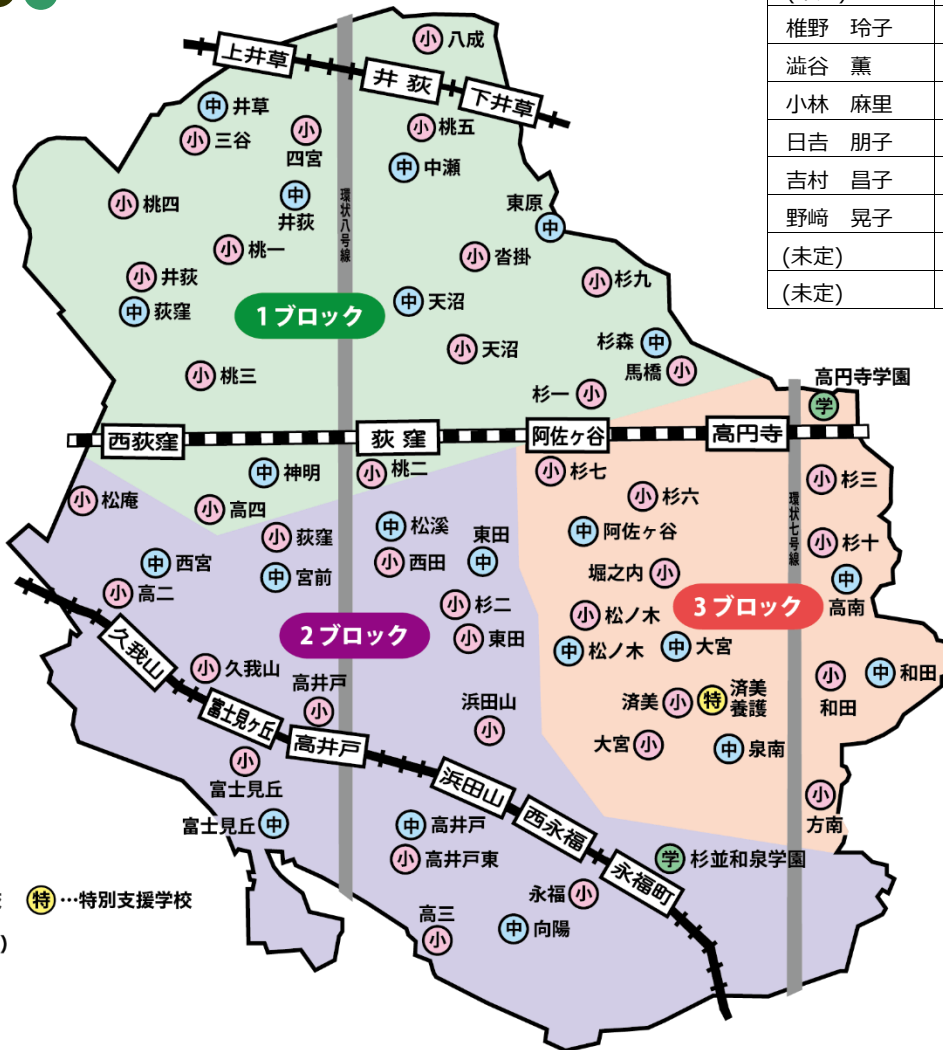 椎野 玲子
澁谷 薫
小林 麻里
日吉 朋子
吉村 昌子
野﨑 晃子
(未定)
(未定)
上井草
井荻
下井草
小 八成
中 井草
小 三谷
小 四宮
小 桃五
中 中瀬
小 桃四
中 井荻
環状八号線
東原 中
小 桃一
小 沓掛
小 井荻
小 杉九
中 荻窪
1ブロック
中 天沼
小 天沼
杉森 中
馬橋 小
小 桃三
杉一 小
高円寺学園
学
西荻窪
荻窪
阿佐ヶ谷
高円寺
中 神明
小 桃二
小 杉七
小 杉三
小 松庵
小 高四
小 杉六
環状七号線
中 松溪
東田 中
中 阿佐ヶ谷
小 荻窪
小 西田
小 杉十
中 西宮
中 宮前
堀之内 小
中 高南
小 高二
2ブロック
小 杉二
小 東田
3ブロック
小 松ノ木
中 松ノ木
中 大宮
久我山
小 久我山
高井戸 小
浜田山 小
済美 小
特 済美養護
小 和田
中 和田
富士見ヶ丘
高井戸
大宮 小
中 泉南
小 富士見丘
浜田山
小 方南
富士見丘 中
中 高井戸
西永福
小 高井戸東
学 杉並和泉学園
永福町
永福 小
特 …特別支援学校
高三 小
中 向陽